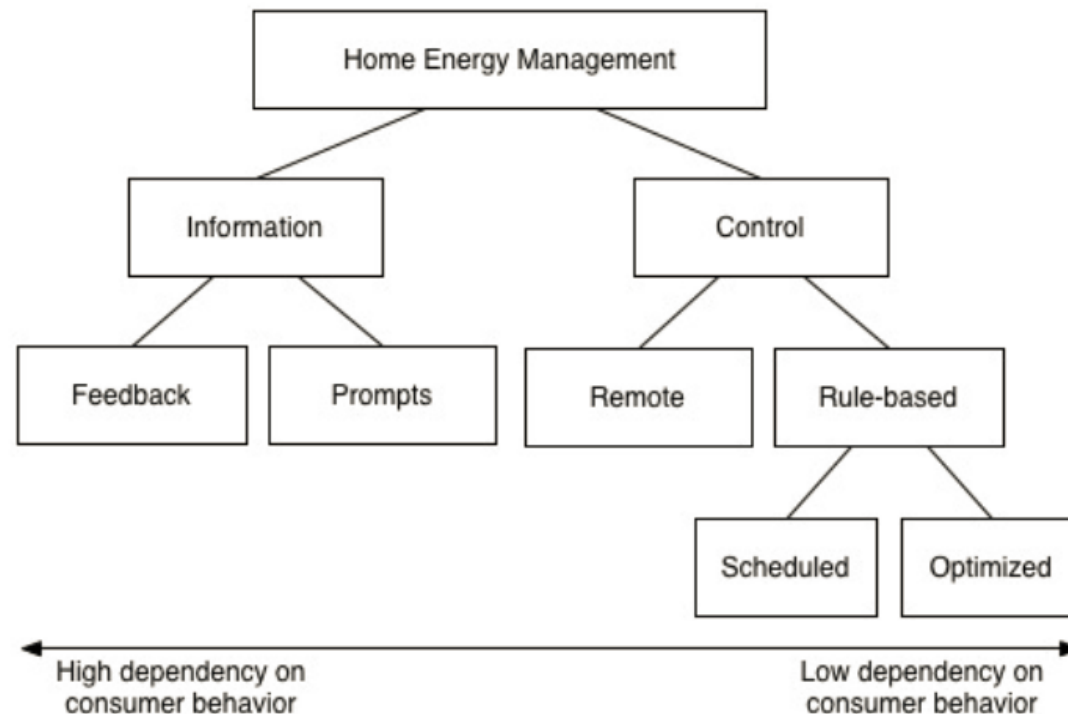 Home Energy Management
Information
Control
Feedback
Prompts
Remote
Rule-based
Scheduled
Optimized
High dependency on
consumer behavior
Low dependency on
consumer behavior